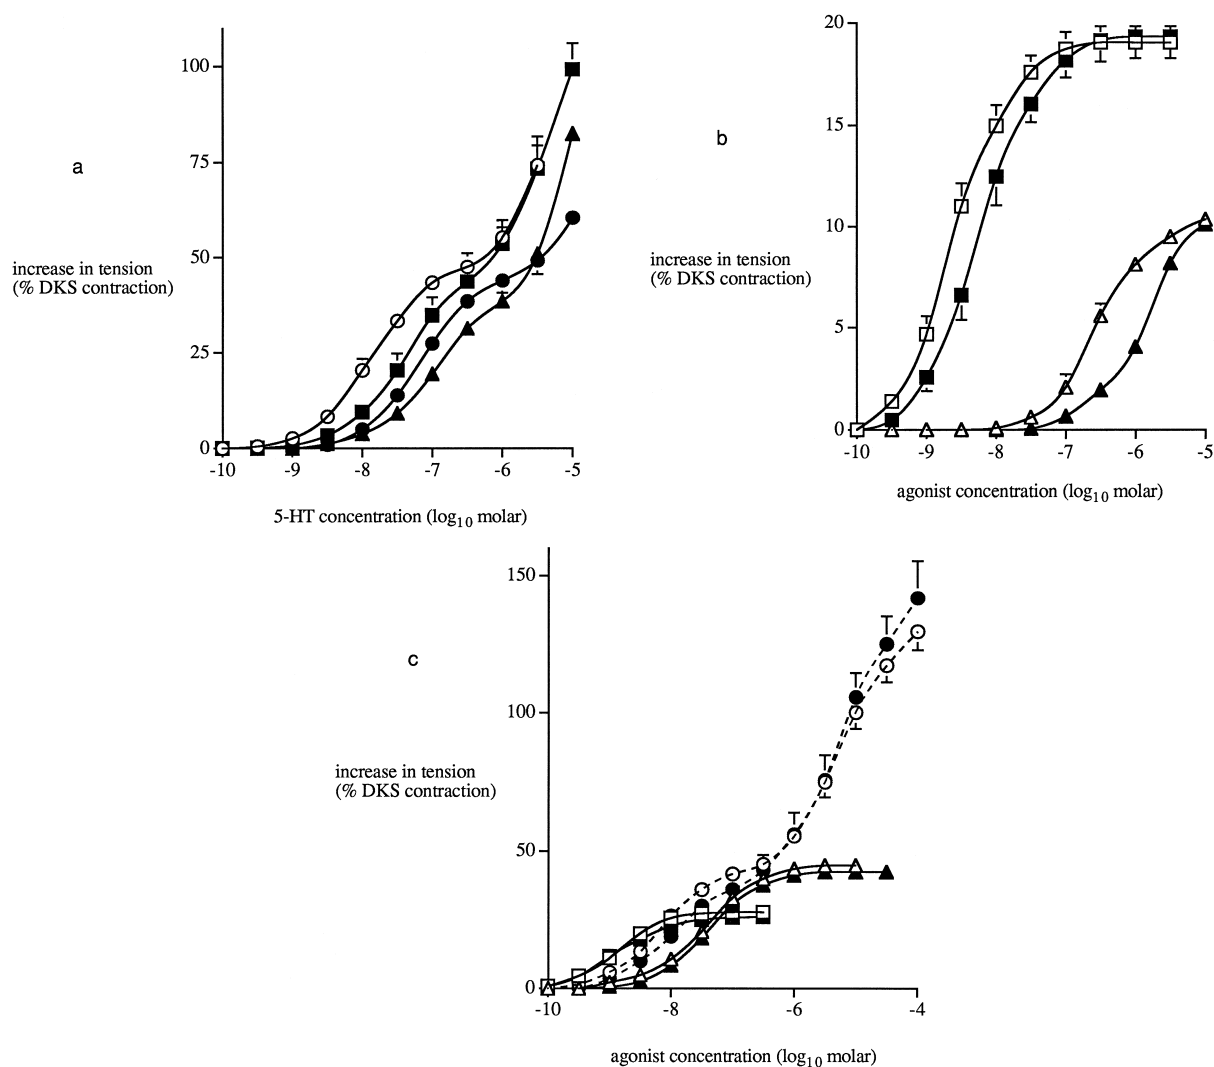 a
100
75
50
25
0
increase in tension
(% DKS contraction)
-10 -9 -8 -7 -6 -5
5-HT concentration (log10 molar)
b
20
15
10
5
0
increase in tension
(% DKS contraction)
-10 -9 -8 -7 -6 -5
agonist concentration (log10 molar)
c
150
100
50
0
increase in tension
(% DKS contraction)
-10 -8 -6 -4
agonist concentration (log10 molar)